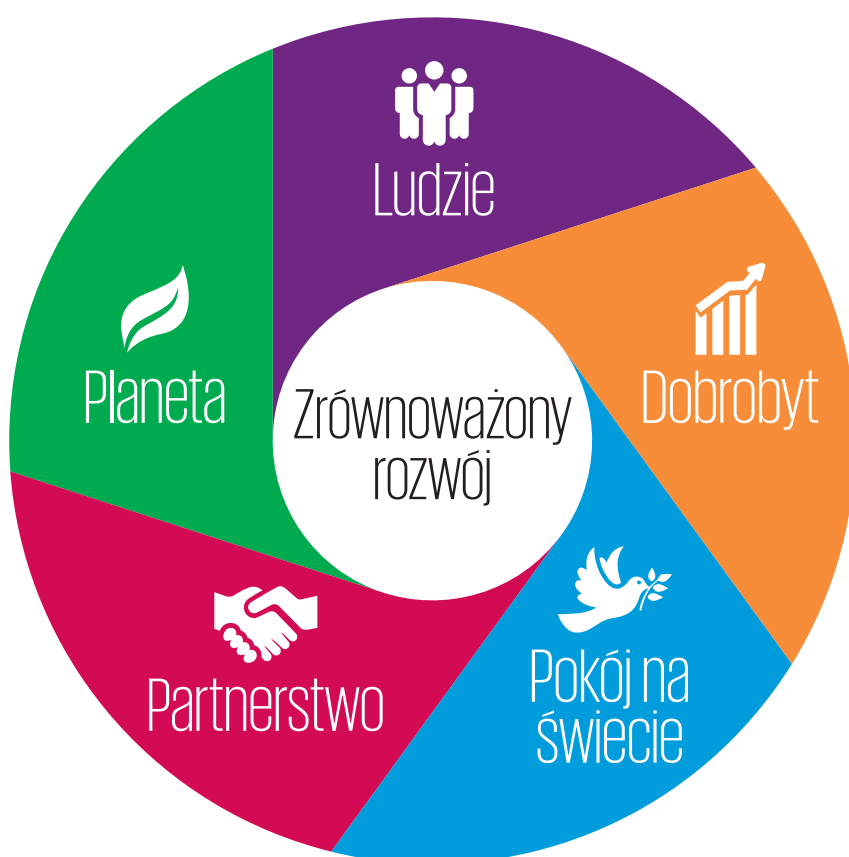 Ludzie
Dobrobyt
Planeta
Zrównoważony
rozwój
Pokój na
świecie
Partnerstwo